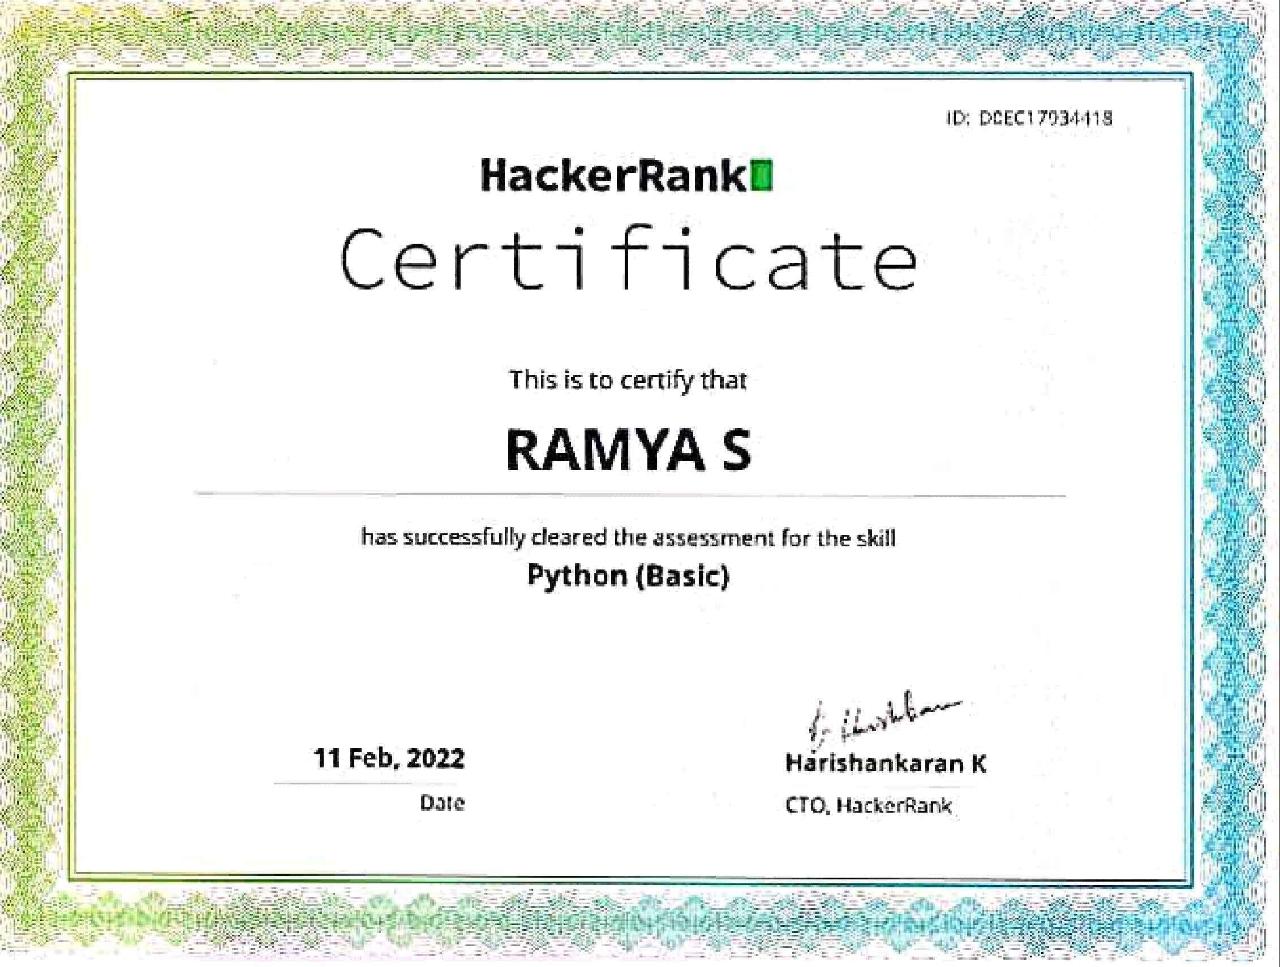 ID:
HackerRank
Certificate
This is to certify that
RAMYA S
has successfully cleared the assessment for the skill
Python (Basic)
11 Feb, 2022
Date
Harishankaran K
CTO, HackerRank